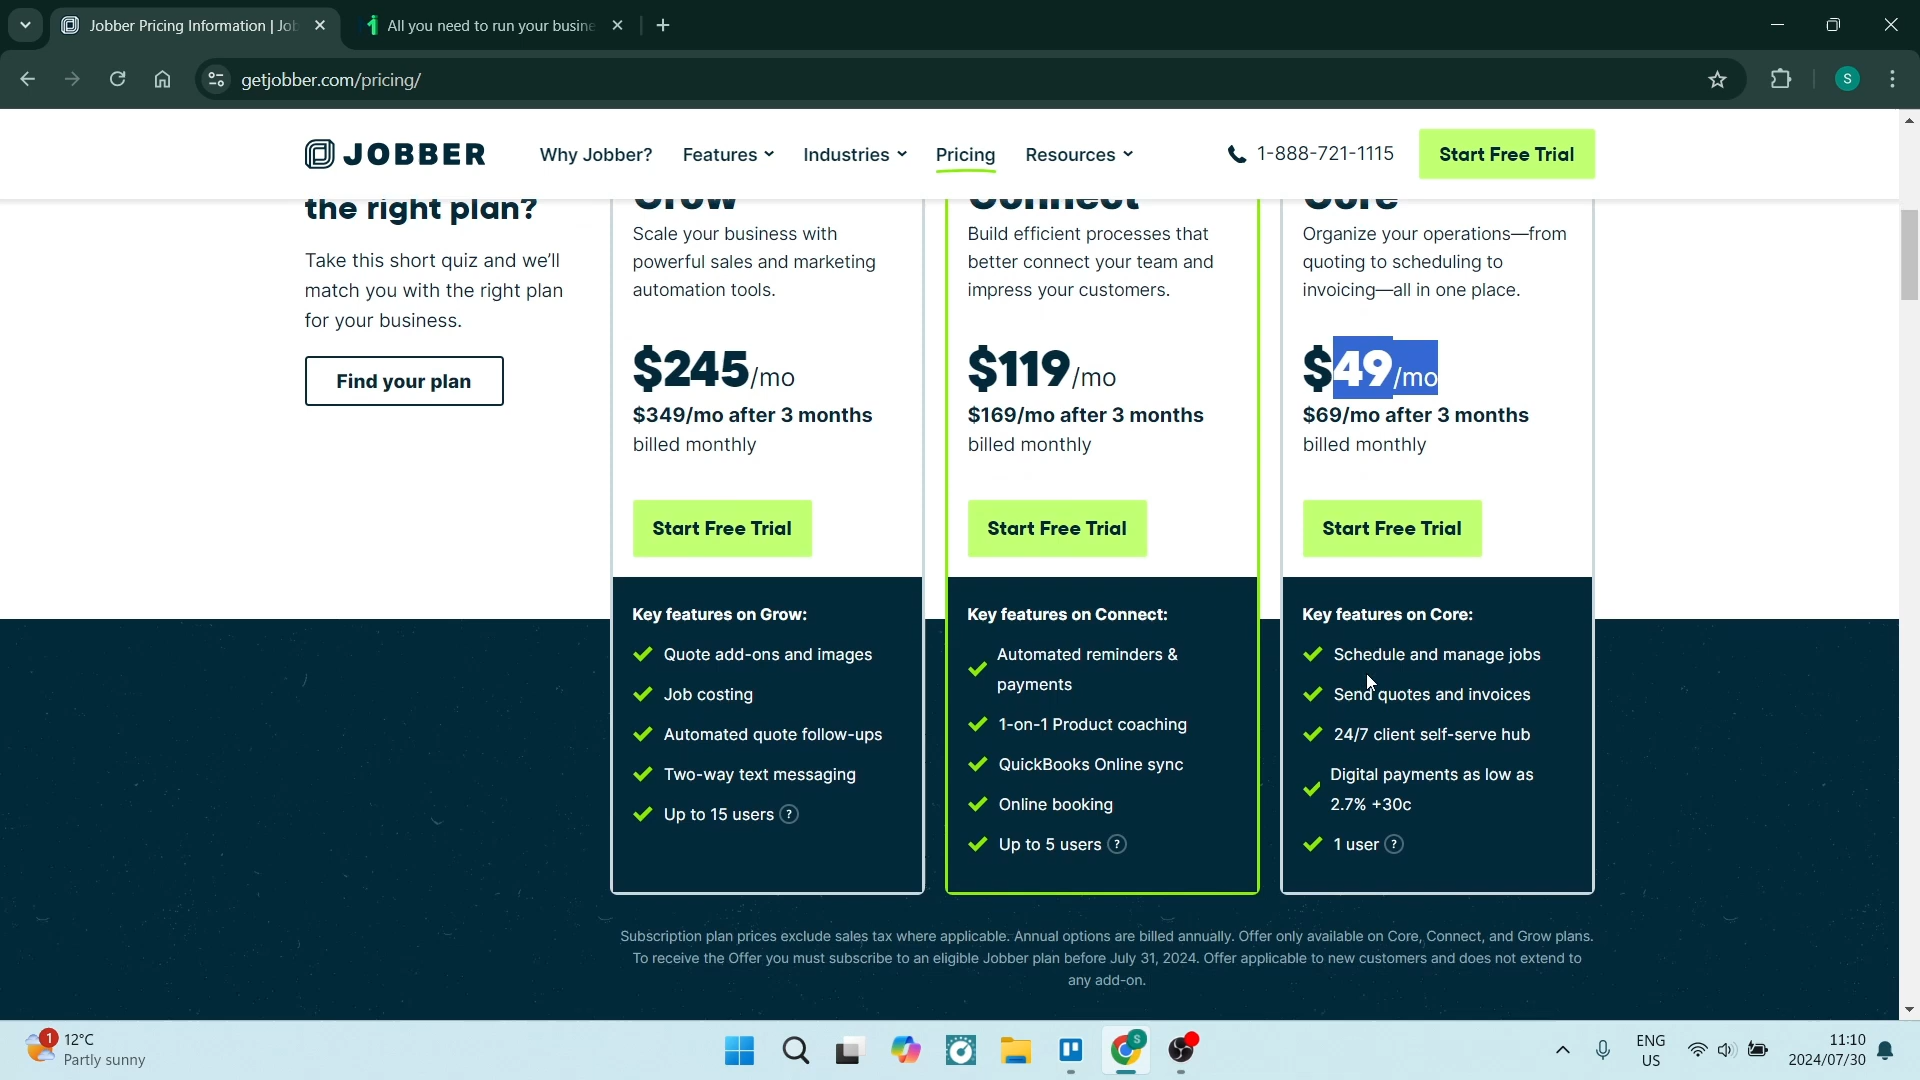 Jobber Pricing Information | Job
All you need to run your busine
getjobber.com/pricing/
S
JOBBER
Why Jobber?
Features
Industries
Pricing
Resources
1-888-721-1115
Start Free Trial
the right plan?
Take this short quiz and we'll
match you with the right plan
for your business.
Find your plan
Grow
Scale your business with
powerful sales and marketing
automation tools.
$245/mo
$349/mo after 3 months
billed monthly
Start Free Trial
Key features on Grow:
Quote add-ons and images
Job costing
Automated quote follow-ups
Two-way text messaging
Up to 15 users ?
Connect
Build efficient processes that
better connect your team and
impress your customers.
$119/mo
$169/mo after 3 months
billed monthly
Start Free Trial
Key features on Connect:
Automated reminders &
payments
1-on-1 Product coaching
QuickBooks Online sync
Online booking
Up to 5 users ?
Core
Organize your operations—from
quoting to scheduling to
invoicing—all in one place.
$49/mo
$69/mo after 3 months
billed monthly
Start Free Trial
Key features on Core:
Schedule and manage jobs
Send quotes and invoices
24/7 client self-serve hub
Digital payments as low as
2.7% +30c
1 user ?
Subscription plan prices exclude sales tax where applicable. Annual options are billed annually. Offer only available on Core, Connect, and Grow plans.
To receive the Offer you must subscribe to an eligible Jobber plan before July 31, 2024. Offer applicable to new customers and does not extend to
any add-on.
1
12°C
Partly sunny
S
ENG
US
11:10
2024/07/30